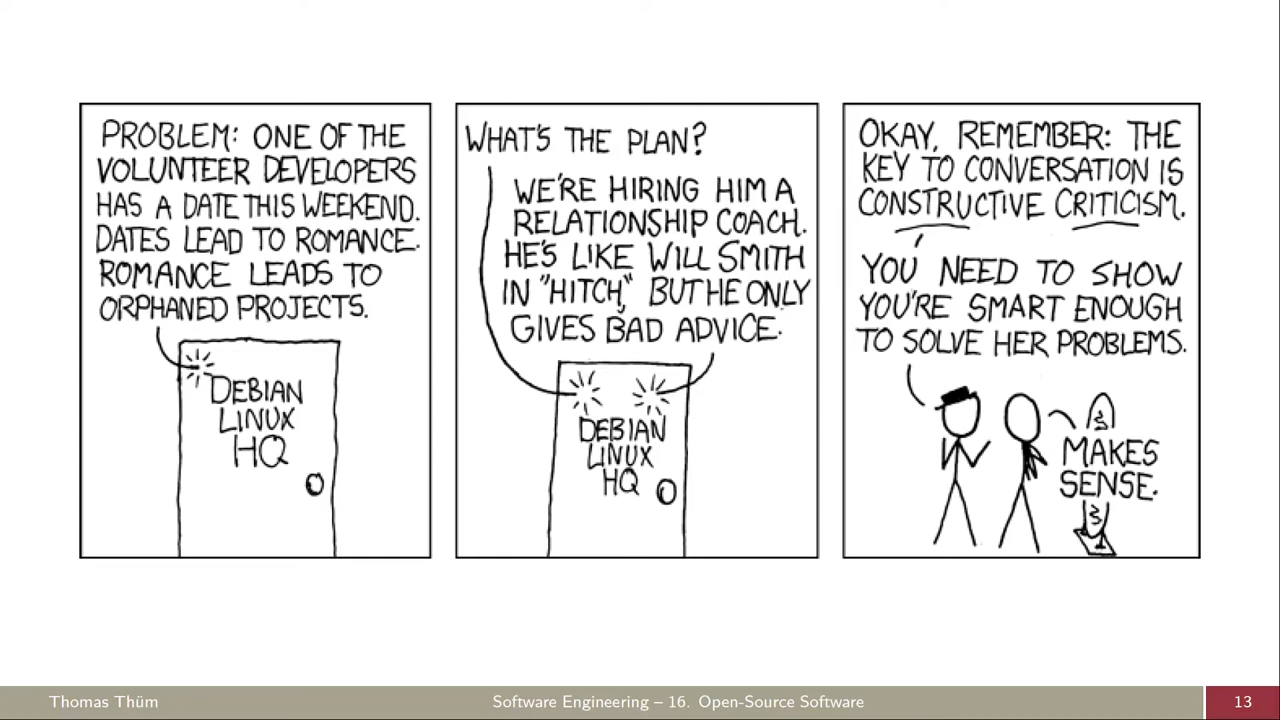 PROBLEM: ONE OF THE
VOLUNTEER DEVELOPERS
HAS A DATE THIS WEEKEND.
DATES LEAD TO ROMANCE.
ROMANCE LEADS TO
ORPHANED PROJECTS.
DEBIAN
LINUX
HQ
WHAT'S THE PLAN?
WE'RE HIRING HIM A
RELATIONSHIP COACH.
HE'S LIKE WILL SMITH
IN "HITCH," BUT HE ONLY
GIVES BAD ADVICE.
DEBIAN
LINUX
HQ
OKAY, REMEMBER: THE
KEY TO CONVERSATION IS
CONSTRUCTIVE CRITICISM.
YOU NEED TO SHOW
YOU'RE SMART ENOUGH
TO SOLVE HER PROBLEMS.
MAKES
SENSE.
Thomas Thüm
Software Engineering – 16. Open-Source Software
13